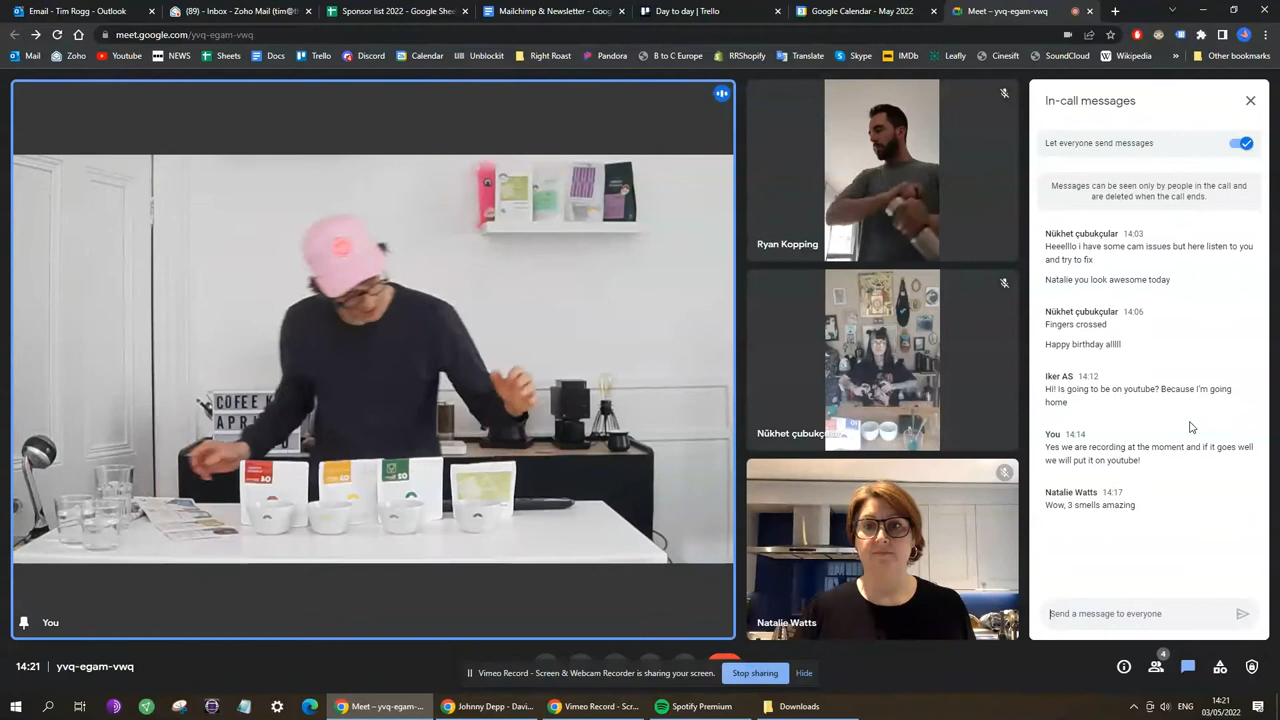 Email - Tim Rogg - Outlook
(89) - Inbox - Zoho Mail (tim@th
Sponsor list 2022 - Google Shee
Mailchimp & Newsletter - Goog
Day to day | Trello
Google Calendar - May 2022
Meet – yvq-egam-vwq
meet.google.com/yvq-egam-vwq
Mail
Zoho
Youtube
NEWS
Sheets
Docs
Trello
Discord
Calendar
Unblockit
Right Roast
Pandora
B to C Europe
RRShopify
Translate
Skype
IMDb
Leafly
Cinesift
SoundCloud
Wikipedia
»
Other bookmarks
In-call messages
Let everyone send messages
Messages can be seen only by people in the call and
are deleted when the call ends.
Nükhet çubukçular 14:03
Heeelllo i have some cam issues but here listen to you
and try to fix
Natalie you look awesome today
Nükhet çubukçular 14:06
Fingers crossed
Happy birthday alllll
Iker AS 14:12
Hi! Is going to be on youtube? Because I'm going
home
You 14:14
Yes we are recording at the moment and if it goes well
we will put it on youtube!
Natalie Watts 14:17
Wow, 3 smells amazing
Send a message to everyone
Ryan Kopping
Nükhet çubukçular
Natalie Watts
COFEE K
APR
10
10
You
14:21
yvq-egam-vwq
4
Vimeo Record - Screen & Webcam Recorder is sharing your screen.
Stop sharing
Hide
Meet – yvq-egam-...
Johnny Depp - Davi...
Vimeo Record - Scr...
Spotify Premium
Downloads
14:21
03/05/2022